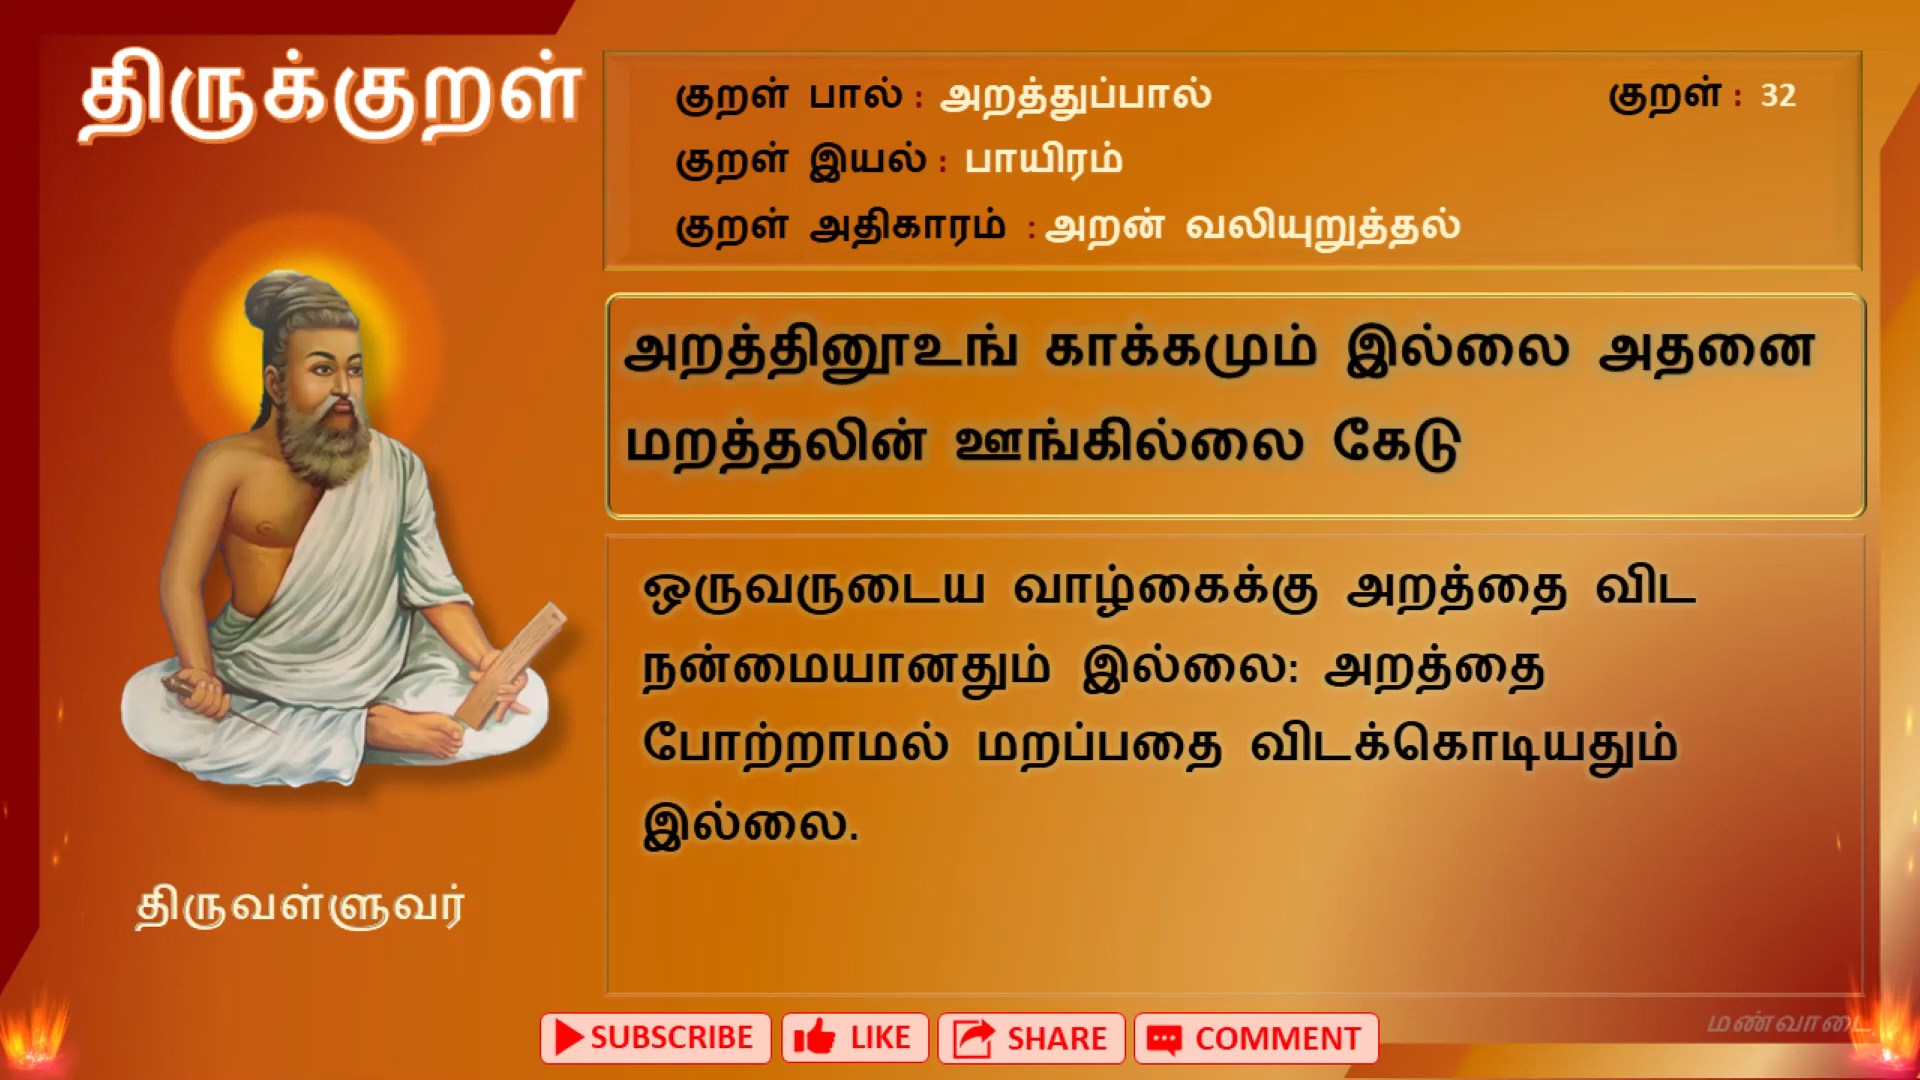 திருக்குறள்
குறள் பால் : அறத்துப்பால்
குறள் : 32
குறள் இயல் : பாயிரம்
குறள் அதிகாரம் : அறன் வலியுறுத்தல்
அறத்தினூஉங் காக்கமும் இல்லை அதனை
மறத்தலின் ஊங்கில்லை கேடு
ஒருவருடைய வாழ்கைக்கு அறத்தை விட
நன்மையானதும் இல்லை: அறத்தை
போற்றாமல் மறப்பதை விடக்கொடியதும்
இல்லை.
திருவள்ளுவர்
SUBSCRIBE
LIKE
SHARE
COMMENT
மண்வாடை